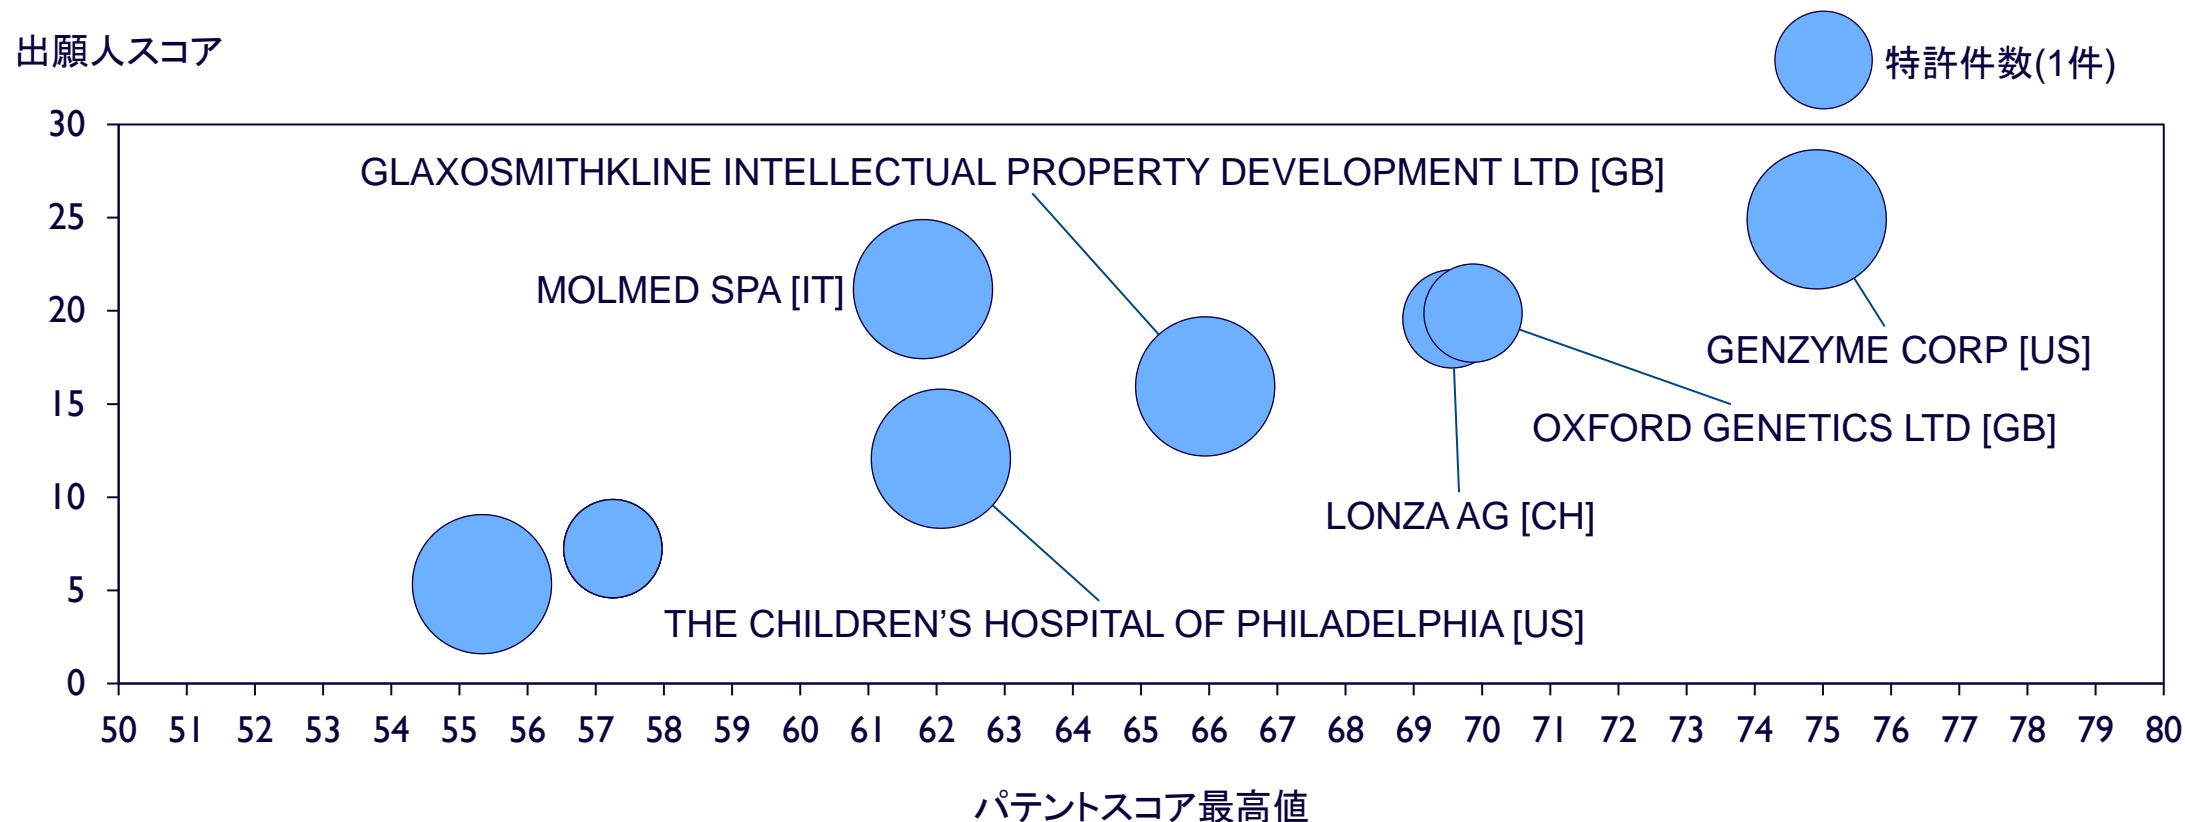 出願人スコア
特許件数(1件)
30
GLAXOSMITHKLINE INTELLECTUAL PROPERTY DEVELOPMENT LTD [GB]
25
MOLMED SPA [IT]
20
GENZYME CORP [US]
15
OXFORD GENETICS LTD [GB]
10
LONZA AG [CH]
5
THE CHILDREN’S HOSPITAL OF PHILADELPHIA [US]
0
50 51 52 53 54 55 56 57 58 59 60 61 62 63 64 65 66 67 68 69 70 71 72 73 74 75 76 77 78 79 80
パテントスコア最高値